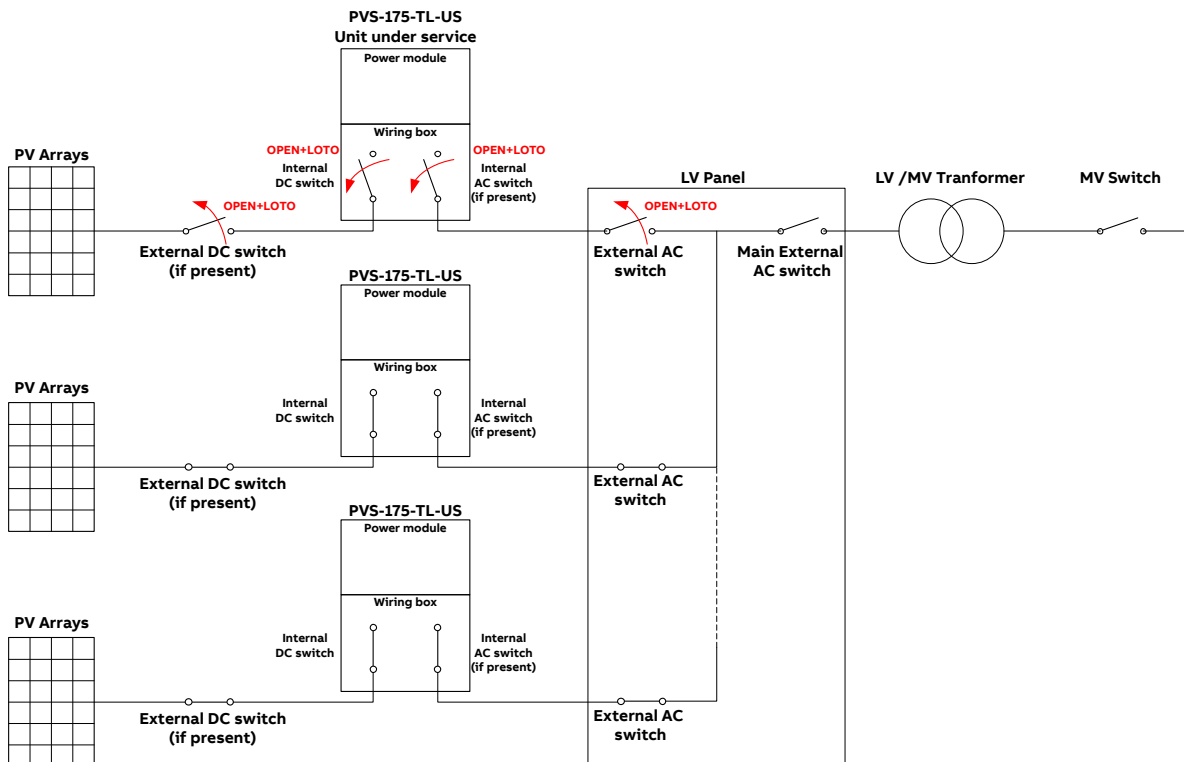 PVS-175-TL-US
Unit under service
Power module
Wiring box
OPEN+LOTO
OPEN+LOTO
Internal
DC switch
Internal
AC switch
(if present)
PV Arrays
OPEN+LOTO
External DC switch
(if present)
LV Panel
OPEN+LOTO
External AC
switch
Main External
AC switch
LV /MV Tranformer
MV Switch
PVS-175-TL-US
Power module
Wiring box
PV Arrays
Internal
DC switch
Internal
AC switch
(if present)
External DC switch
(if present)
External AC
switch
PVS-175-TL-US
Power module
Wiring box
PV Arrays
Internal
DC switch
Internal
AC switch
(if present)
External DC switch
(if present)
External AC
switch